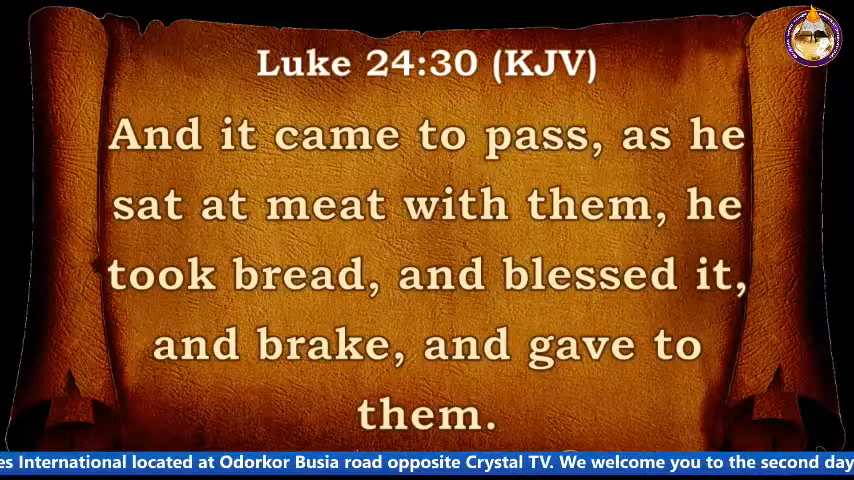 Luke 24:30 (KJV)
And it came to pass, as he
sat at meat with them, he
took bread, and blessed it,
and brake, and gave to
them.
es International located at Odorkor Busia road opposite Crystal TV. We welcome you to the second day